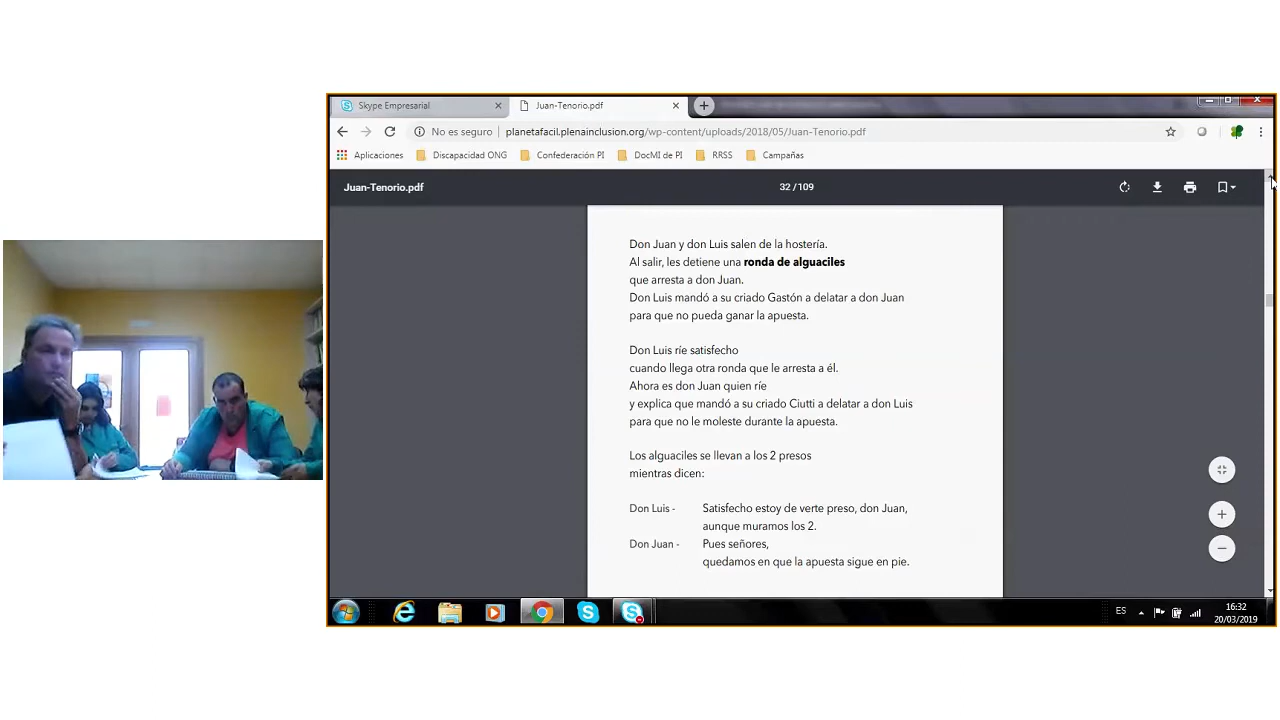 Skype Empresarial
Juan-Tenorio.pdf
No es seguro
planetafacil.plenainclusion.org/wp-content/uploads/2018/05/Juan-Tenorio.pdf
Aplicaciones
Discapacidad ONG
Confederación PI
DocMI de PI
RRSS
Campañas
Juan-Tenorio.pdf
32 / 109
Don Juan y don Luis salen de la hostería.
Al salir, les detiene una ronda de alguaciles
que arresta a don Juan.
Don Luis mandó a su criado Gastón a delatar a don Juan
para que no pueda ganar la apuesta.
Don Luis ríe satisfecho
cuando llega otra ronda que le arresta a él.
Ahora es don Juan quien ríe
y explica que mandó a su criado Ciutti a delatar a don Luis
para que no le moleste durante la apuesta.
Los alguaciles se llevan a los 2 presos
mientras dicen:
Don Luis - Satisfecho estoy de verte preso, don Juan,
aunque muramos los 2.
Don Juan - Pues señores,
quedamos en que la apuesta sigue en pie.
ES
16:32
20/03/2019